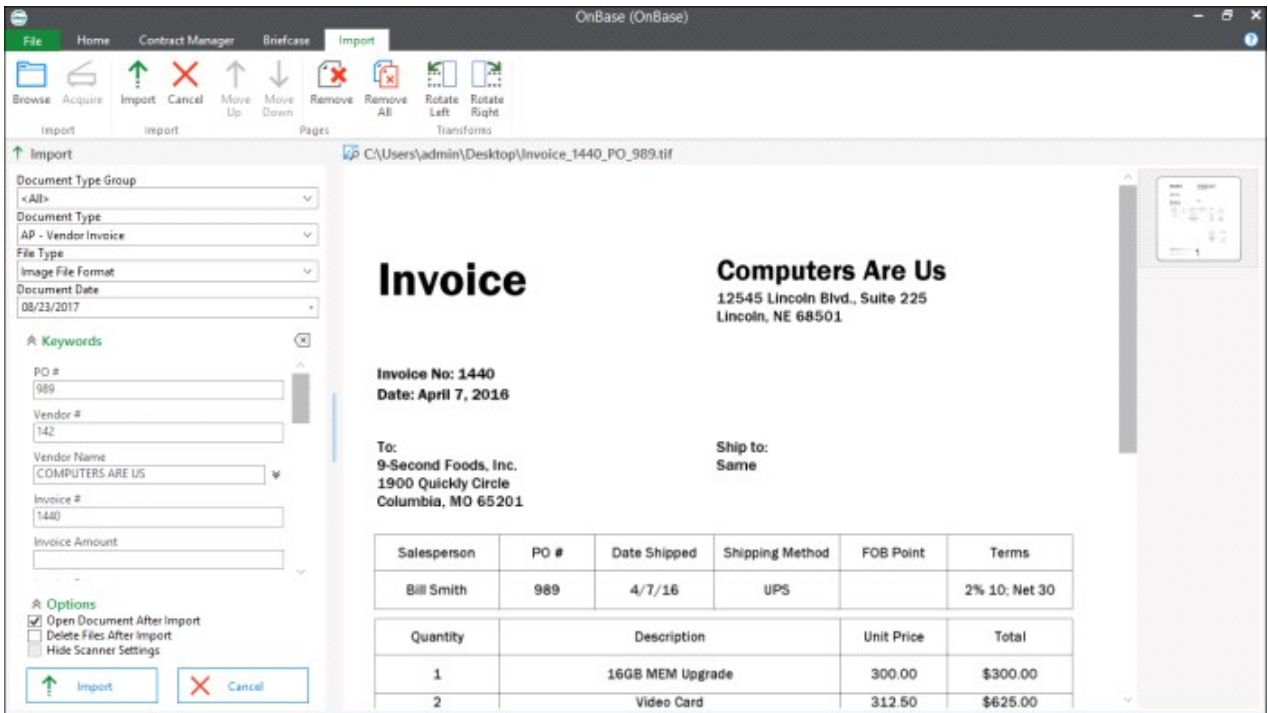 OnBase (OnBase)
File Home Contract Manager Briefcase Import
Browse Acquire Import Cancel Move Up Move Down Remove Remove All Rotate Left Rotate Right
Import Import Pages Transforms
Import
C:\Users\admin\Desktop\Invoice_1440_PO_989.tif
Document Type Group
<All>
Document Type
AP - Vendor Invoice
File Type
Image File Format
Document Date
08/23/2017
Keywords
PO #
989
Vendor #
142
Vendor Name
COMPUTERS ARE US
Invoice #
1440
Invoice Amount
Options
Open Document After Import
Delete Files After Import
Hide Scanner Settings
Import Cancel
Invoice
Computers Are Us
12545 Lincoln Blvd., Suite 225
Lincoln, NE 68501
Invoice No: 1440
Date: April 7, 2016
To:
9-Second Foods, Inc.
1900 Quickly Circle
Columbia, MO 65201
Ship to:
Same
Salesperson PO # Date Shipped Shipping Method FOB Point Terms
Bill Smith 989 4/7/16 UPS 2% 10; Net 30
Quantity Description Unit Price Total
1 16GB MEM Upgrade 300.00 $300.00
2 Video Card 312.50 $625.00
1